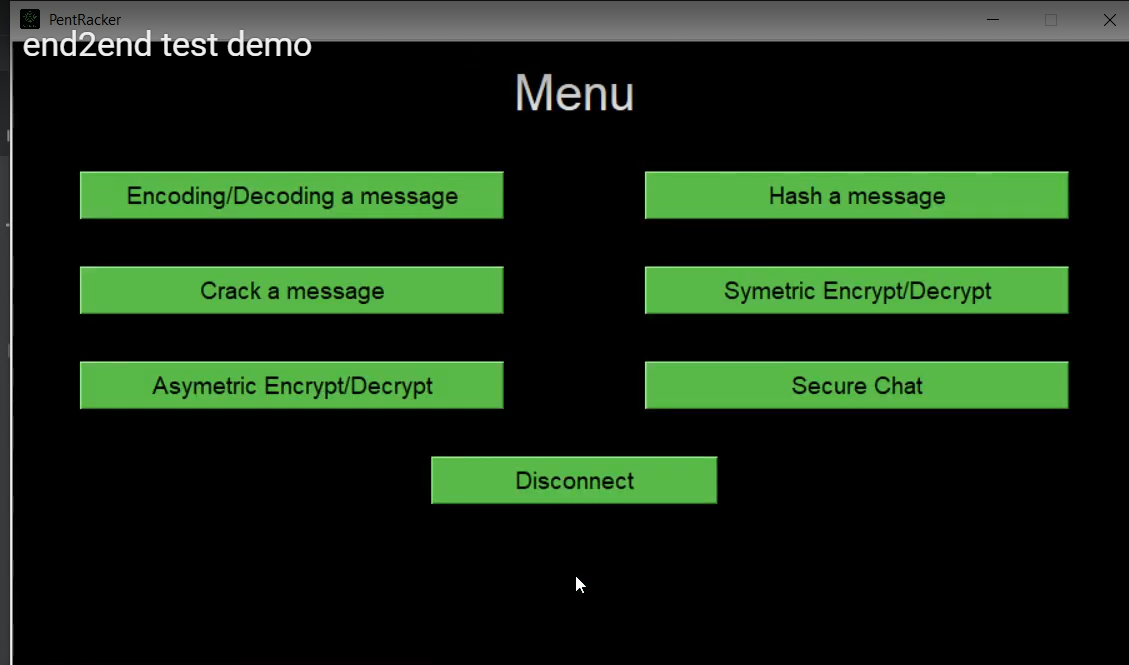 PentRacker
end2end test demo
Menu
Encoding/Decoding a message
Hash a message
Crack a message
Symetric Encrypt/Decrypt
Asymetric Encrypt/Decrypt
Secure Chat
Disconnect